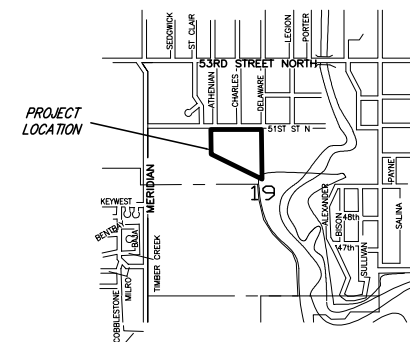 SEDGWICK
ST CLAIR
LEGION
PORTER
53RD STREET NORTH
ATHENIAN
CHARLES
DELAWARE
PROJECT
LOCATION
51ST ST N
MERIDIAN
19
KEYWEST
ALEXANDER
BISON
PAYNE
SALINA
48th
47th
SULLIVAN
BAJA
TIMBER CREEK
MILRO
COBBLESTONE